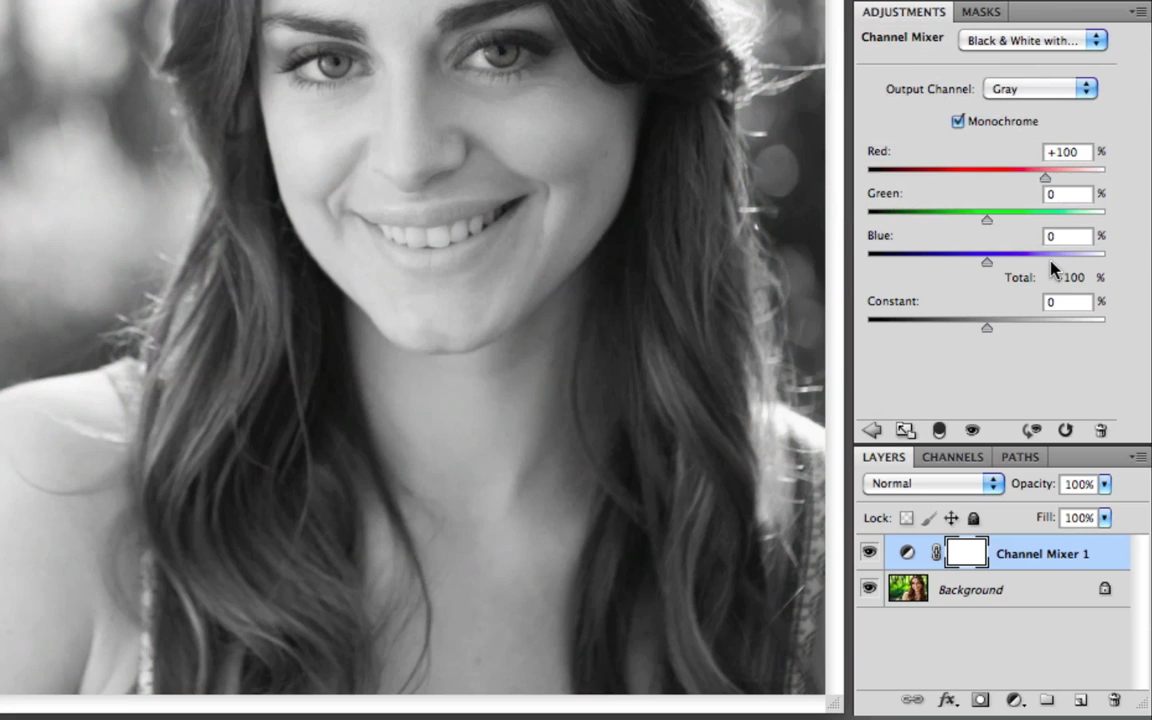 ADJUSTMENTS MASKS
Channel Mixer Black & White with...
Output Channel: Gray
Monochrome
Red: +100 %
Green: 0 %
Blue: 0 %
Total: 100 %
Constant: 0 %
LAYERS CHANNELS PATHS
Normal Opacity: 100%
Lock: Fill: 100%
Channel Mixer 1
Background
fx